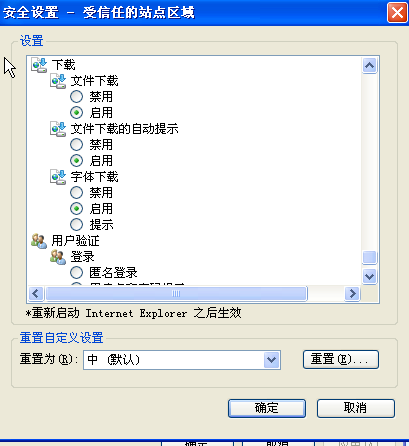 安全设置 - 受信任的站点区域
设置
下载
文件下载
禁用
启用
文件下载的自动提示
禁用
启用
字体下载
禁用
启用
提示
用户验证
登录
匿名登录
*重新启动 Internet Explorer 之后生效
重置自定义设置
重置为(R): 中 (默认) 重置(E)...
确定 取消